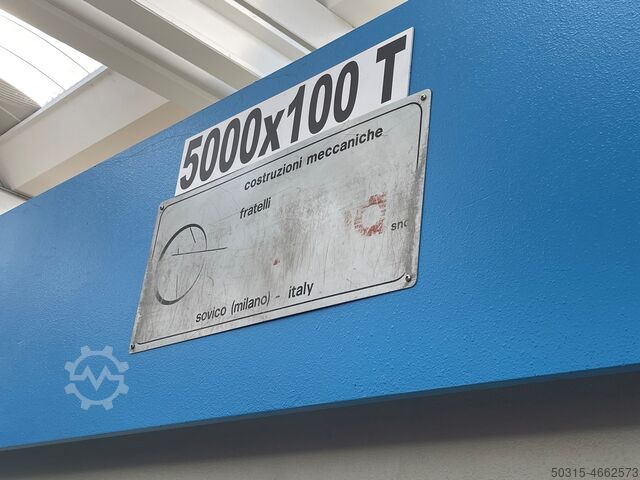 5000x100 T
costruzioni meccaniche
fratelli
snc
sovico (milano) - italy
50315-4662573